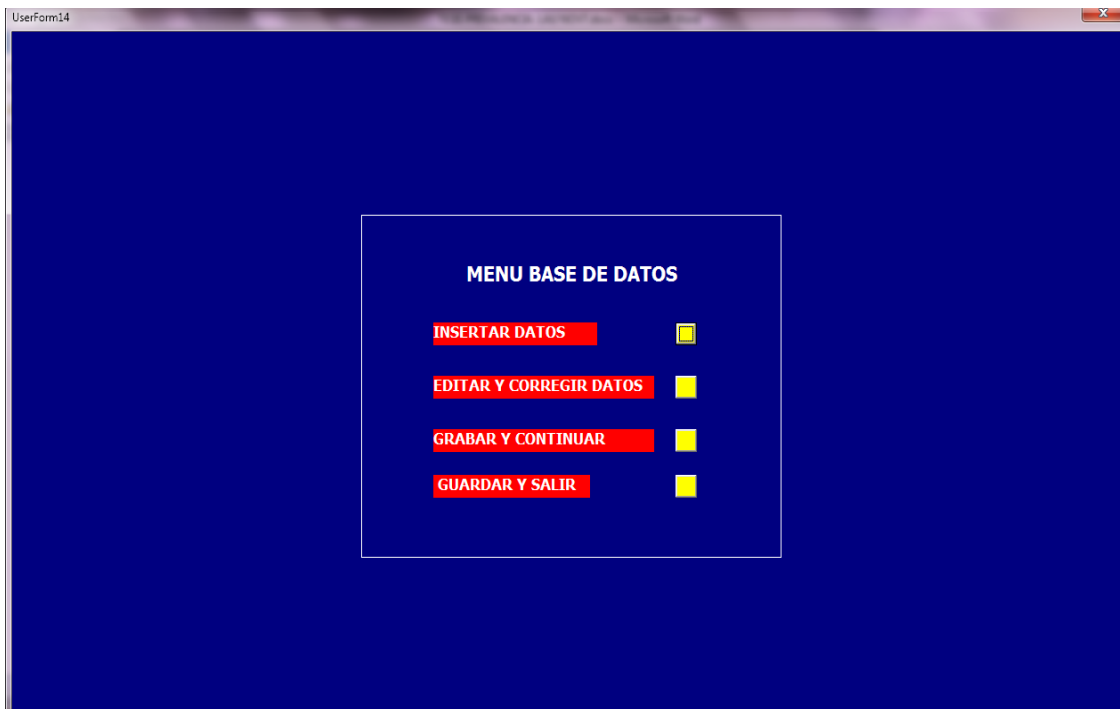 UserForm14
MENU BASE DE DATOS
INSERTAR DATOS
EDITAR Y CORREGIR DATOS
GRABAR Y CONTINUAR
GUARDAR Y SALIR